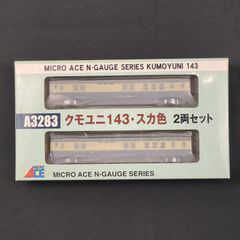 MICRO ACE N-GAUGE SERIES KUMOYUNI 143
A3283 クモユニ143・スカ色 2両セット
MICRO ACE
MICRO ACE N-GAUGE SERIES